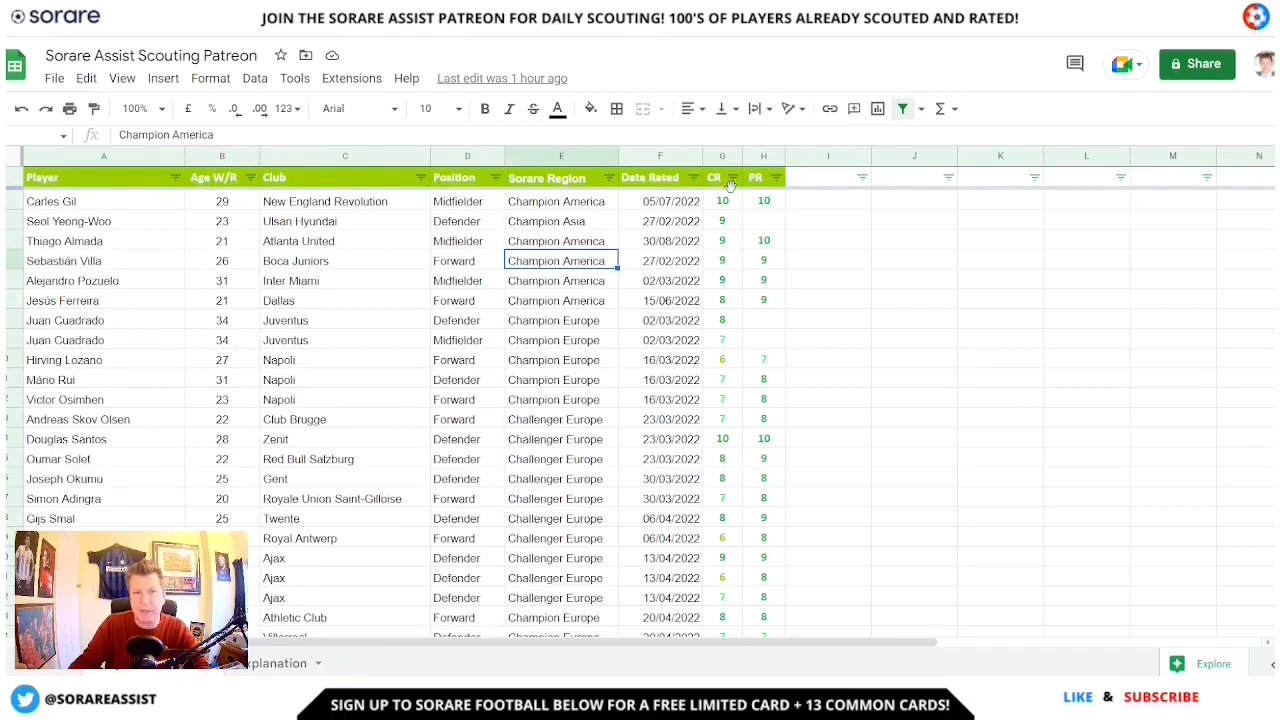 sorare
JOIN THE SORARE ASSIST PATREON FOR DAILY SCOUTING! 100'S OF PLAYERS ALREADY SCOUTED AND RATED!
Sorare Assist Scouting Patreon
File Edit View Insert Format Data Tools Extensions Help Last edit was 1 hour ago
Share
100% £ % .0 .00 123 Arial 10 B I S A
fx Champion America
A B C D E F G H I J K L M N
Player Age W/R Club Position Sorare Region Date Rated CR PR
Carles Gil 29 New England Revolution Midfielder Champion America 05/07/2022 10 10
Seol Yeong-Woo 23 Ulsan Hyundai Defender Champion Asia 27/02/2022 9
Thiago Almada 21 Atlanta United Midfielder Champion America 30/08/2022 9 10
Sebastián Villa 26 Boca Juniors Forward Champion America 27/02/2022 9 9
Alejandro Pozuelo 31 Inter Miami Midfielder Champion America 02/03/2022 9 9
Jesús Ferreira 21 Dallas Forward Champion America 15/06/2022 8 9
Juan Cuadrado 34 Juventus Defender Champion Europe 02/03/2022 8
Juan Cuadrado 34 Juventus Midfielder Champion Europe 02/03/2022 7
Hirving Lozano 27 Napoli Forward Champion Europe 16/03/2022 6 7
Mário Rui 31 Napoli Defender Champion Europe 16/03/2022 7 8
Victor Osimhen 23 Napoli Forward Champion Europe 16/03/2022 7 8
Andreas Skov Olsen 22 Club Brugge Forward Challenger Europe 23/03/2022 7 8
Douglas Santos 28 Zenit Defender Challenger Europe 23/03/2022 10 10
Oumar Solet 22 Red Bull Salzburg Defender Challenger Europe 23/03/2022 8 9
Joseph Okumu 25 Gent Defender Challenger Europe 30/03/2022 8 8
Simon Adingra 20 Royale Union Saint-Gilloise Forward Challenger Europe 30/03/2022 7 8
Gijs Smal 25 Twente Defender Challenger Europe 06/04/2022 8 9
Royal Antwerp Forward Challenger Europe 06/04/2022 6 8
Ajax Defender Challenger Europe 13/04/2022 9 9
Ajax Defender Challenger Europe 13/04/2022 6 8
Ajax Defender Challenger Europe 13/04/2022 7 8
Athletic Club Forward Champion Europe 20/04/2022 8 8
Villarreal Defender Champion Europe 20/04/2022 7 7
xplanation
Explore
@SORAREASSIST
SIGN UP TO SORARE FOOTBALL BELOW FOR A FREE LIMITED CARD + 13 COMMON CARDS!
LIKE & SUBSCRIBE